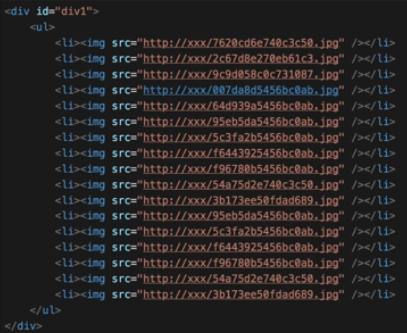 <div id="div1">
<ul>
<li><img src="http://xxx/7620cd6e740c3c50.jpg" /></li>
<li><img src="http://xxx/2c67d8e270eb61c3.jpg" /></li>
<li><img src="http://xxx/9c9d058c0c731087.jpg" /></li>
<li><img src="http://xxx/007da8d5456bc0ab.jpg" /></li>
<li><img src="http://xxx/64d939a5456bc0ab.jpg" /></li>
<li><img src="http://xxx/95eb5da5456bc0ab.jpg" /></li>
<li><img src="http://xxx/5c3fa2b5456bc0ab.jpg" /></li>
<li><img src="http://xxx/f6443925456bc0ab.jpg" /></li>
<li><img src="http://xxx/f96780b5456bc0ab.jpg" /></li>
<li><img src="http://xxx/54a75d2e740c3c50.jpg" /></li>
<li><img src="http://xxx/3b173ee50fdad689.jpg" /></li>
<li><img src="http://xxx/95eb5da5456bc0ab.jpg" /></li>
<li><img src="http://xxx/5c3fa2b5456bc0ab.jpg" /></li>
<li><img src="http://xxx/f6443925456bc0ab.jpg" /></li>
<li><img src="http://xxx/f96780b5456bc0ab.jpg" /></li>
<li><img src="http://xxx/54a75d2e740c3c50.jpg" /></li>
<li><img src="http://xxx/3b173ee50fdad689.jpg" /></li>
</ul>
</div>